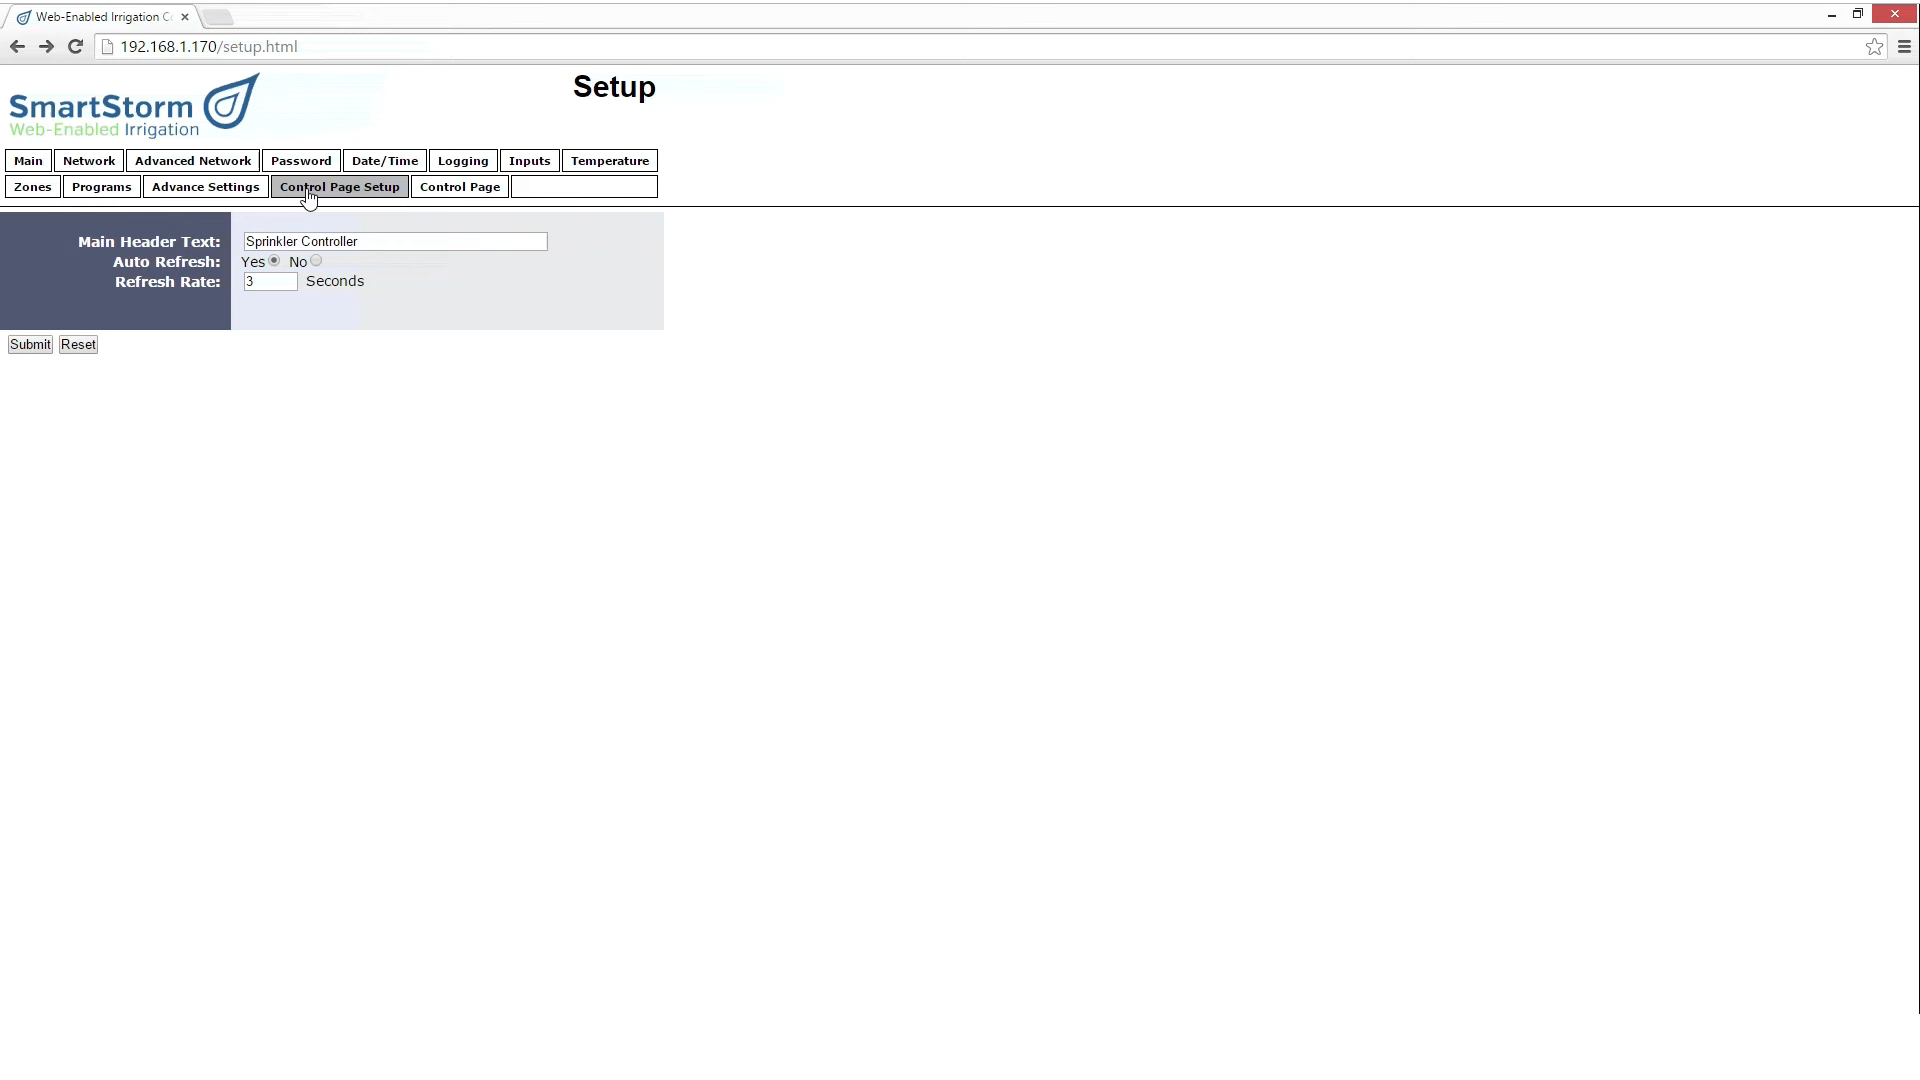 Web-Enabled Irrigation C
192.168.1.170/setup.html
SmartStorm
Web-Enabled Irrigation
Setup
Main Network Advanced Network Password Date/Time Logging Inputs Temperature
Zones Programs Advance Settings Control Page Setup Control Page
Main Header Text: Sprinkler Controller
Auto Refresh: Yes No
Refresh Rate: 3 Seconds
Submit Reset